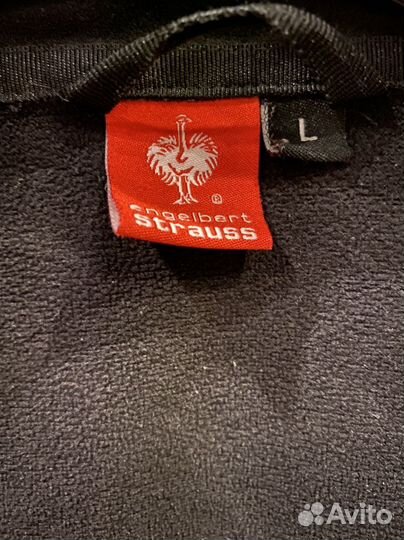 L
®
engelbert
strauss
Avito